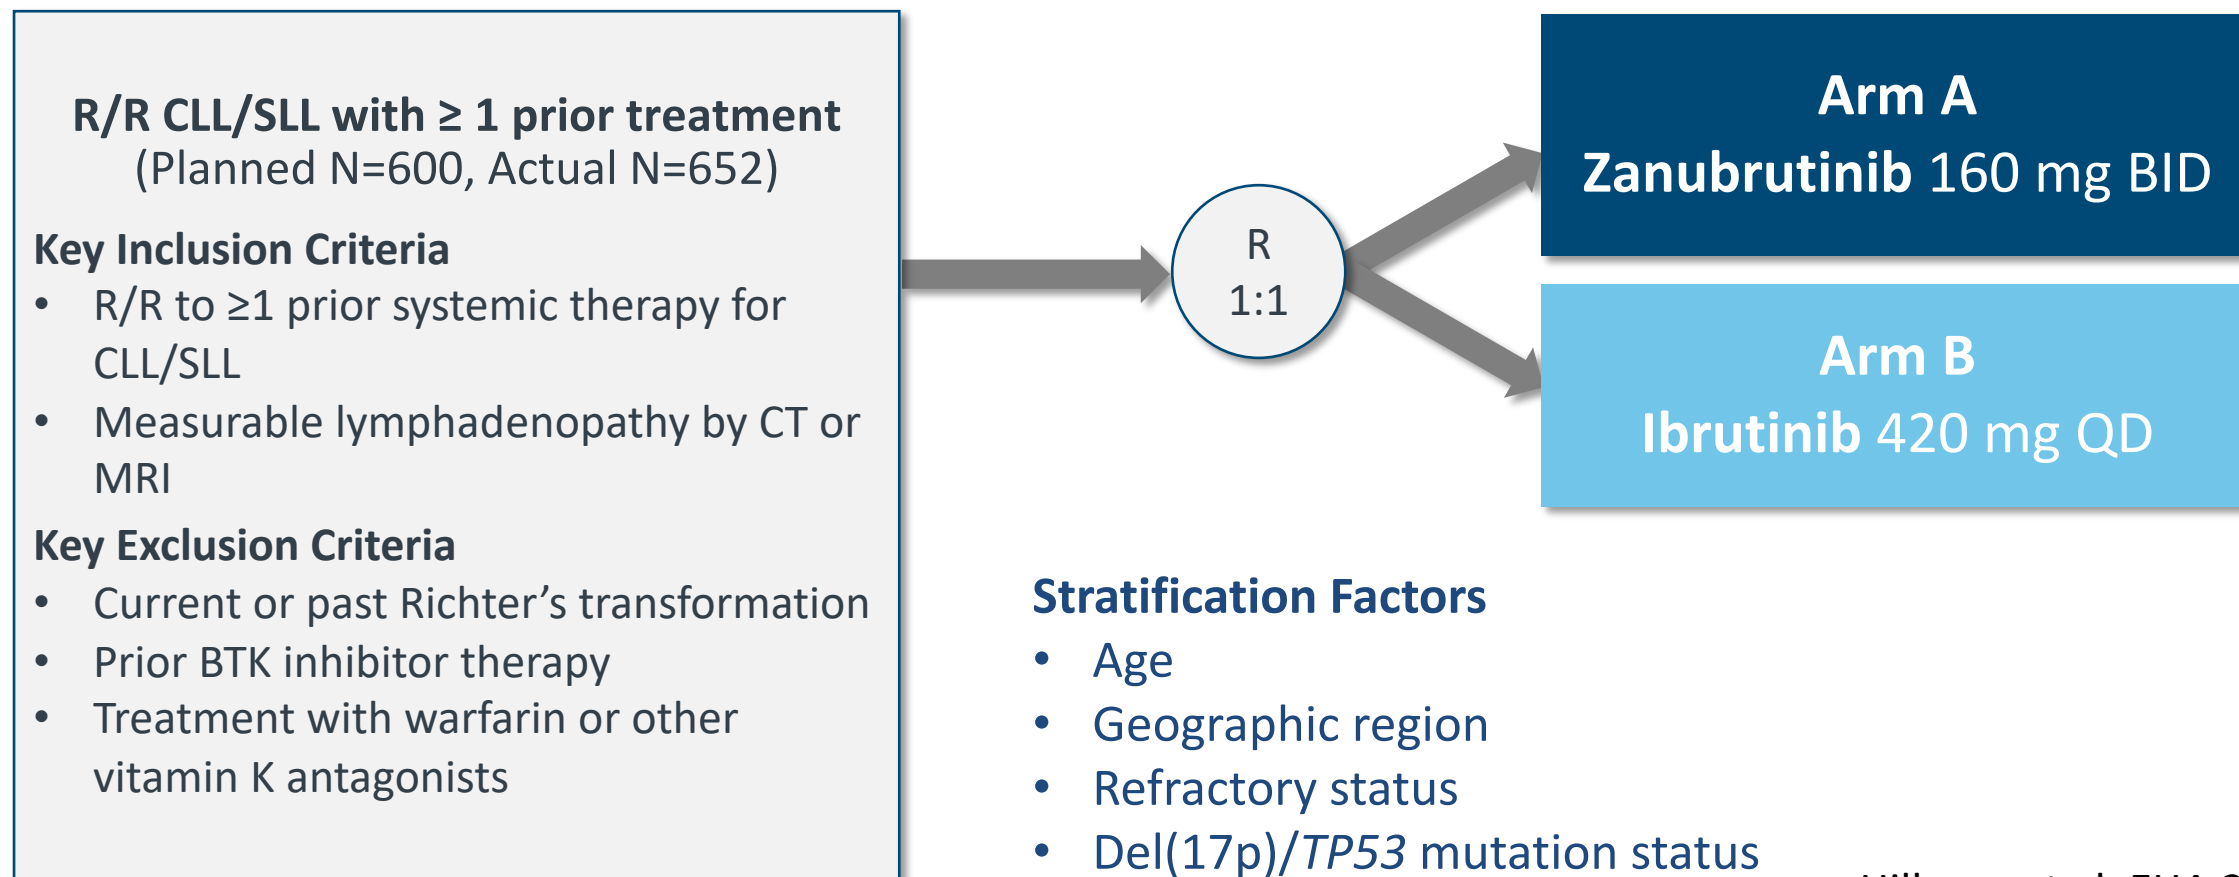 R/R CLL/SLL with ≥ 1 prior treatment
(Planned N=600, Actual N=652)
Key Inclusion Criteria
• R/R to ≥1 prior systemic therapy for
CLL/SLL
• Measurable lymphadenopathy by CT or
MRI
Key Exclusion Criteria
• Current or past Richter’s transformation
• Prior BTK inhibitor therapy
• Treatment with warfarin or other
vitamin K antagonists
R
1:1
Arm A
Zanubrutinib 160 mg BID
Arm B
Ibrutinib 420 mg QD
Stratification Factors
• Age
• Geographic region
• Refractory status
• Del(17p)/TP53 mutation status